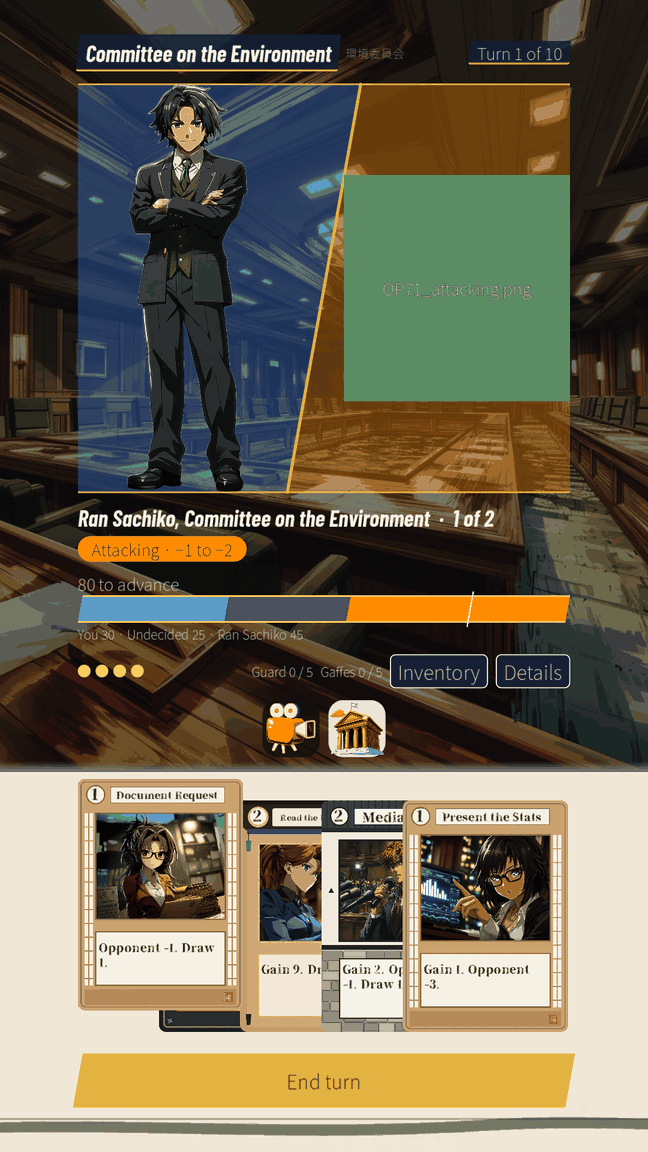 Committee on the Environment
環境委員会
Turn 1 of 10
OP71_attacking.png
Ran Sachiko, Committee on the Environment · 1 of 2
Attacking · −1 to −2
80 to advance
You 30 · Undecided 25 · Ran Sachiko 45
Guard 0 / 5 Gaffes 0 / 5
Inventory
Details
1 Document Request
Opponent -1. Draw
1.
2 Read the
Gain 9. Dr
2 Media
Gain 2. Op
-1. Draw 1
1 Present the Stats
Gain 1. Opponent
-3.
End turn